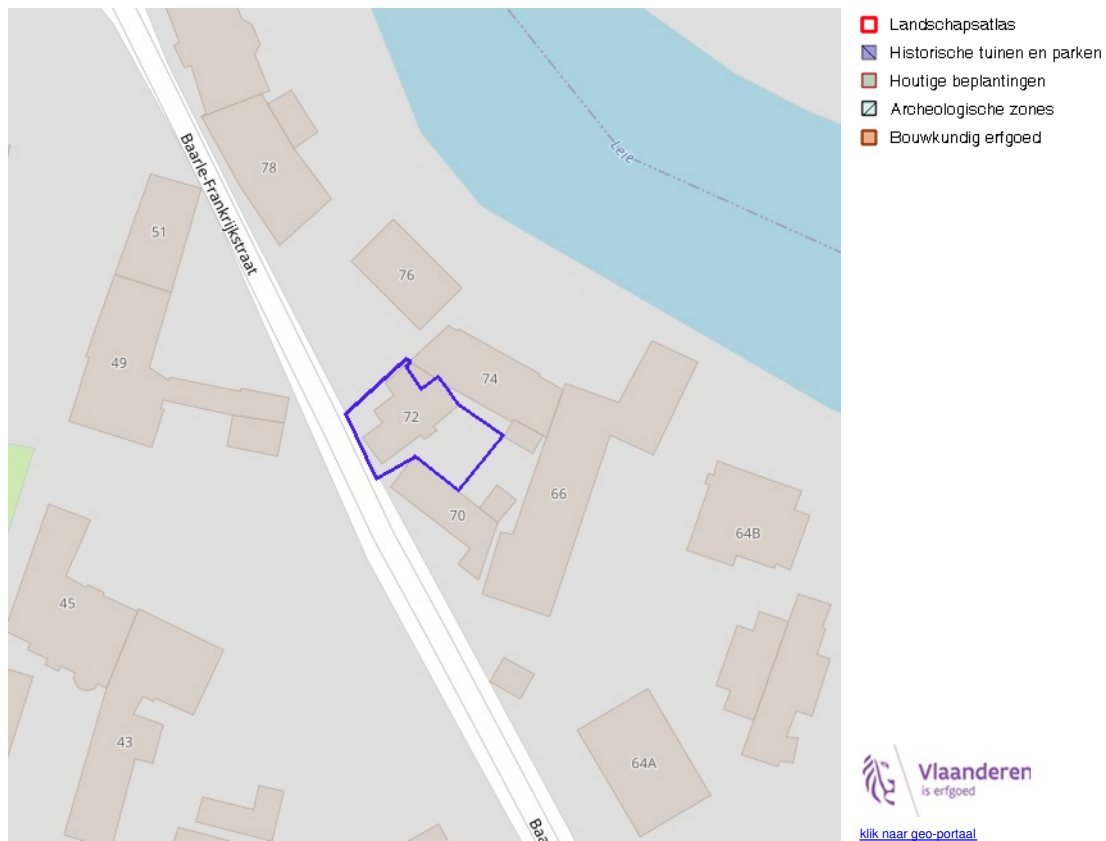 Landschapsatlas
Historische tuinen en parken
Houtige beplantingen
Archeologische zones
Bouwkundig erfgoed
Baarle-Frankrijkstraat
Leie
78
51
76
49
74
72
66
70
64B
45
43
64A
Baa
Vlaanderen
is erfgoed
klik naar geo-portaal